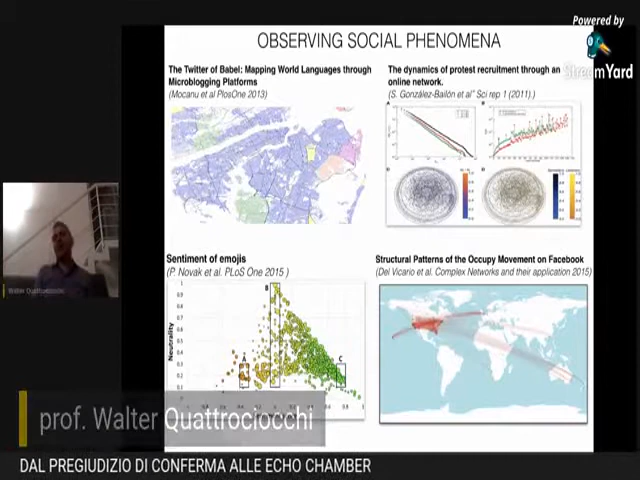 Powered by
StreamYard
OBSERVING SOCIAL PHENOMENA
The Twitter of Babel: Mapping World Languages through
Microblogging Platforms
(Mocanu et al PlosOne 2013)
The dynamics of protest recruitment through an
online network.
(S. González-Bailón et al" Sci rep 1 (2011).)
Walter Quattrociocchi
Sentiment of emojis
(P. Novak et al. PLoS One 2015 )
Structural Patterns of the Occupy Movement on Facebook
(Del Vicario et al. Complex Networks and their application 2015)
Neutrality
A
B
C
prof. Walter Quattrociocchi
DAL PREGIUDIZIO DI CONFERMA ALLE ECHO CHAMBER